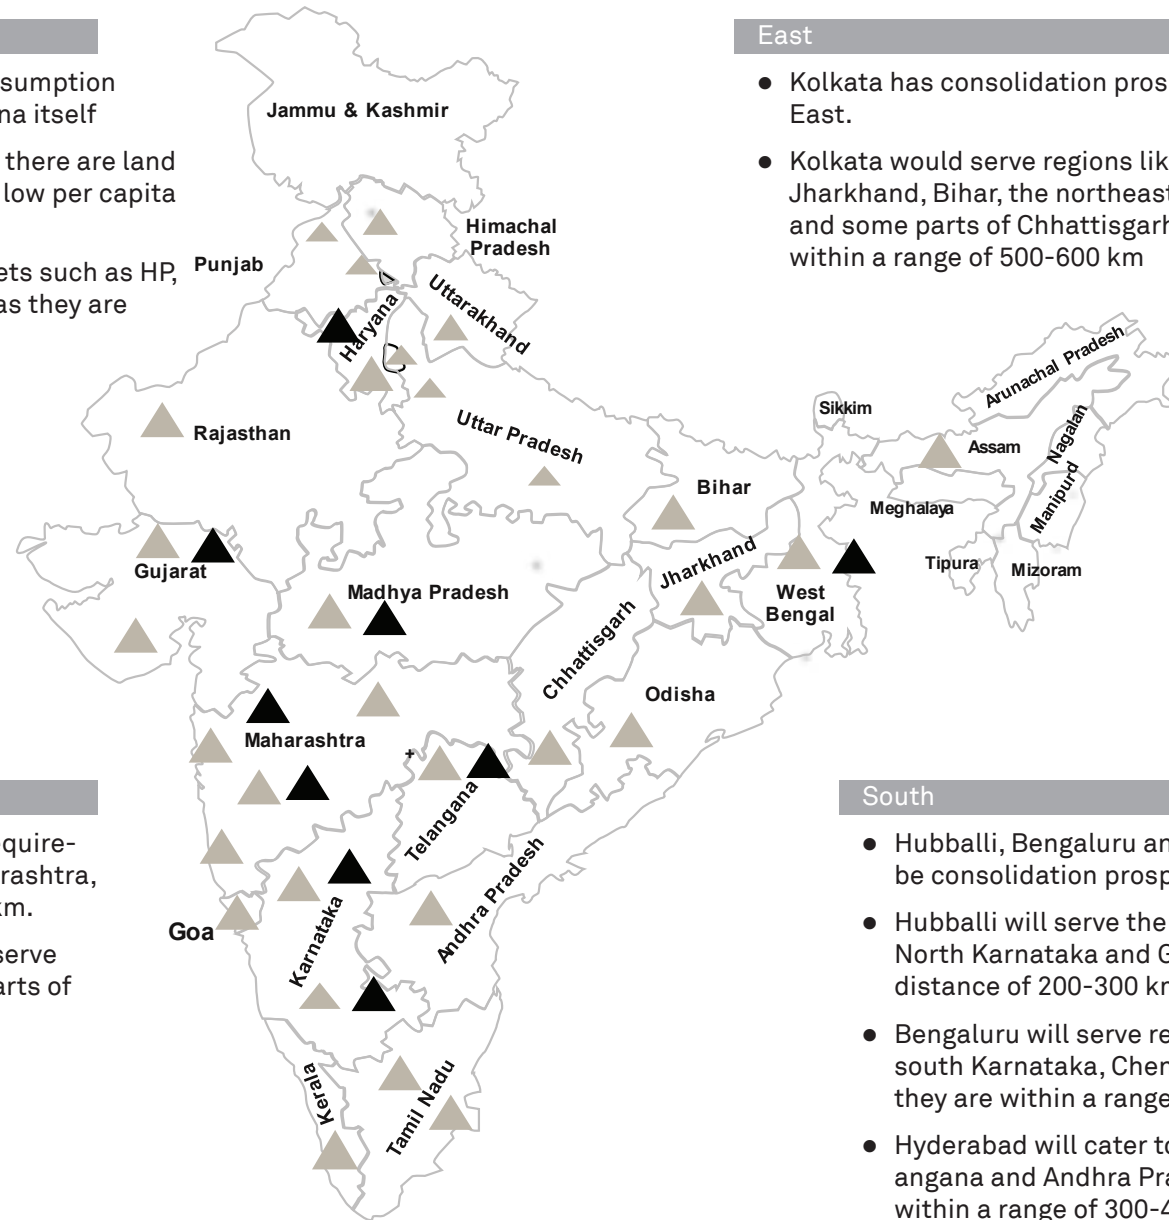 sumption
na itself
there are land
low per capita
ets such as HP,
as they are
East
● Kolkata has consolidation pros
East.
● Kolkata would serve regions lik
Jharkhand, Bihar, the northeast
and some parts of Chhattisgarh
within a range of 500-600 km
Jammu & Kashmir
Himachal
Pradesh
Punjab
Uttarakhand
Haryana
Rajasthan
Uttar Pradesh
Sikkim
Arunachal Pradesh
Assam
Nagalan
Bihar
Meghalaya
Manipurd
Gujarat
Madhya Pradesh
Jharkhand
West
Bengal
Tipura
Mizoram
Chhattisgarh
Odisha
Maharashtra
+
Telangana
Andhra Pradesh
Karnataka
Goa
Kerala
Tamil Nadu
quire-
rashtra,
km.
serve
arts of
South
● Hubballi, Bengaluru an
be consolidation prosp
● Hubballi will serve the
North Karnataka and G
distance of 200-300 km
● Bengaluru will serve re
south Karnataka, Chen
they are within a range
● Hyderabad will cater to
angana and Andhra Pra
within a range of 300-4